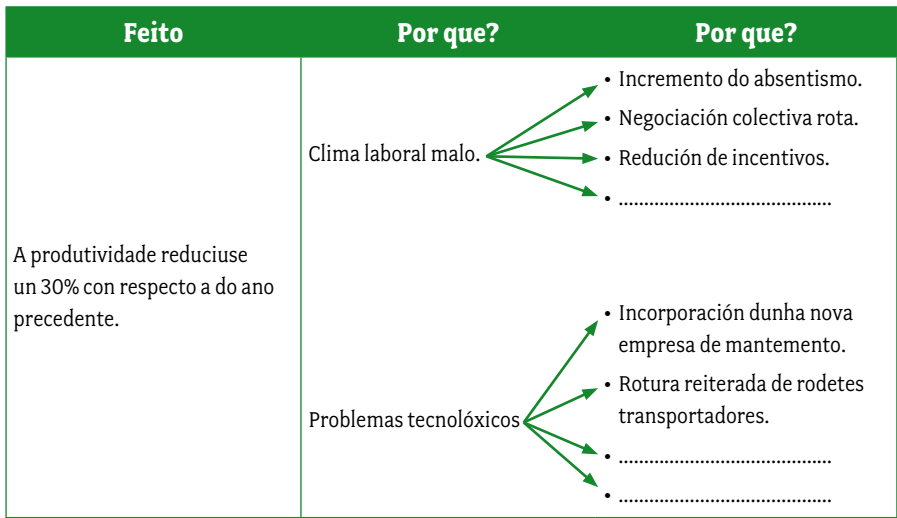 Feito
Por que?
Por que?
A produtividade reduciuse
un 30% con respecto a do ano
precedente.
Clima laboral malo.
• Incremento do absentismo.
• Negociación colectiva rota.
• Redución de incentivos.
• ..........................................
Problemas tecnolóxicos
• Incorporación dunha nova
empresa de mantemento.
• Rotura reiterada de rodetes
transportadores.
• ..........................................
• ..........................................